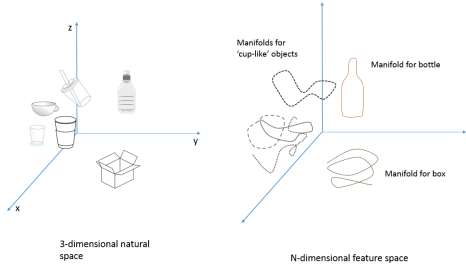 z
y
x
3-dimensional natural
space
Manifolds for
'cup-like' objects
Manifold for bottle
Manifold for box
N-dimensional feature space